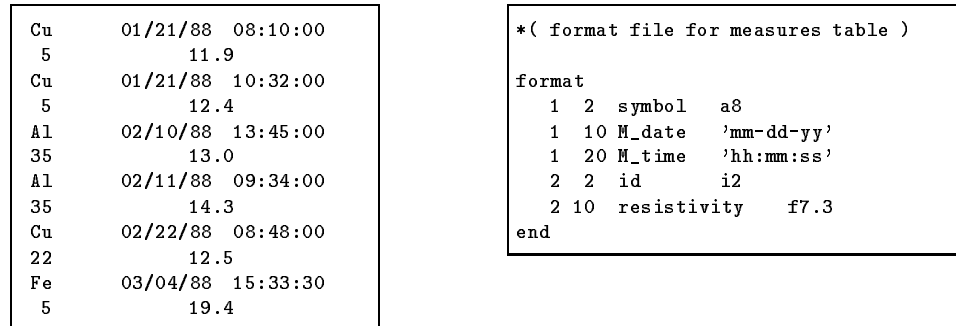 Cu 01/21/88 08:10:00
5 11.9
Cu 01/21/88 10:32:00
5 12.4
Al 02/10/88 13:45:00
35 13.0
Al 02/11/88 09:34:00
35 14.3
Cu 02/22/88 08:48:00
22 12.5
Fe 03/04/88 15:33:30
5 19.4
*( format file for measures table )
format
1 2 symbol a8
1 10 M_date 'mm-dd-yy'
1 20 M_time 'hh:mm:ss'
2 2 id i2
2 10 resistivity f7.3
end